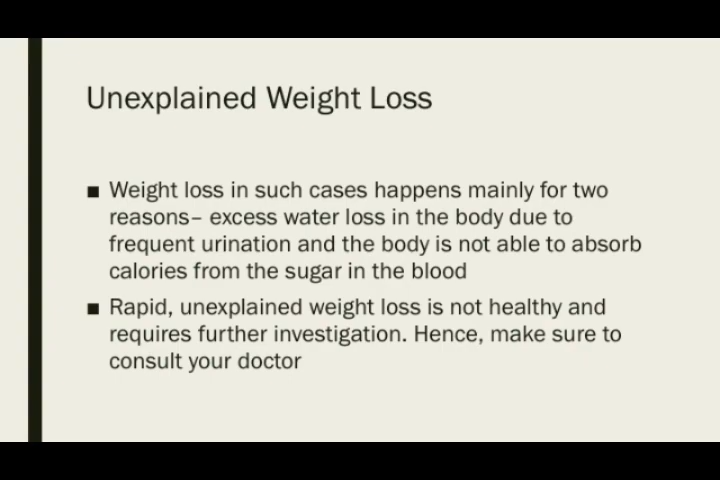 Unexplained Weight Loss
■ Weight loss in such cases happens mainly for two
reasons– excess water loss in the body due to
frequent urination and the body is not able to absorb
calories from the sugar in the blood
■ Rapid, unexplained weight loss is not healthy and
requires further investigation. Hence, make sure to
consult your doctor